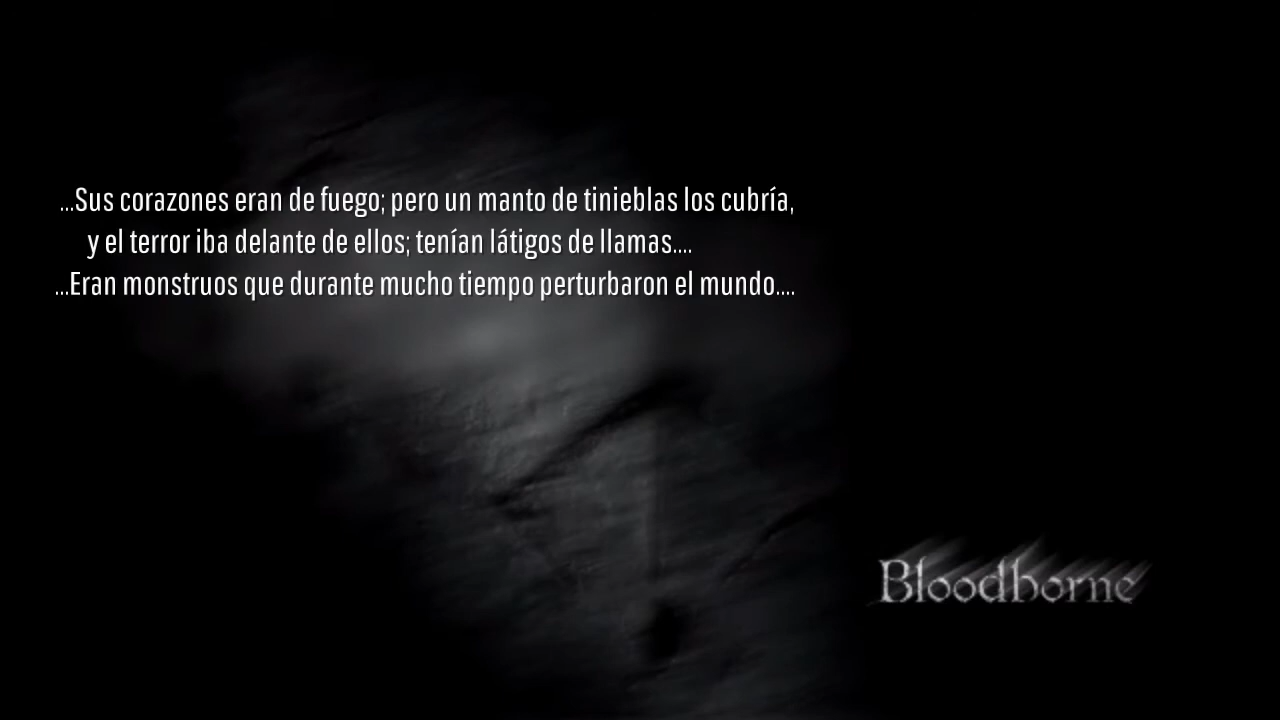 ...Sus corazones eran de fuego; pero un manto de tinieblas los cubría,
y el terror iba delante de ellos; tenían látigos de llamas....
...Eran monstruos que durante mucho tiempo perturbaron el mundo....
Bloodborne